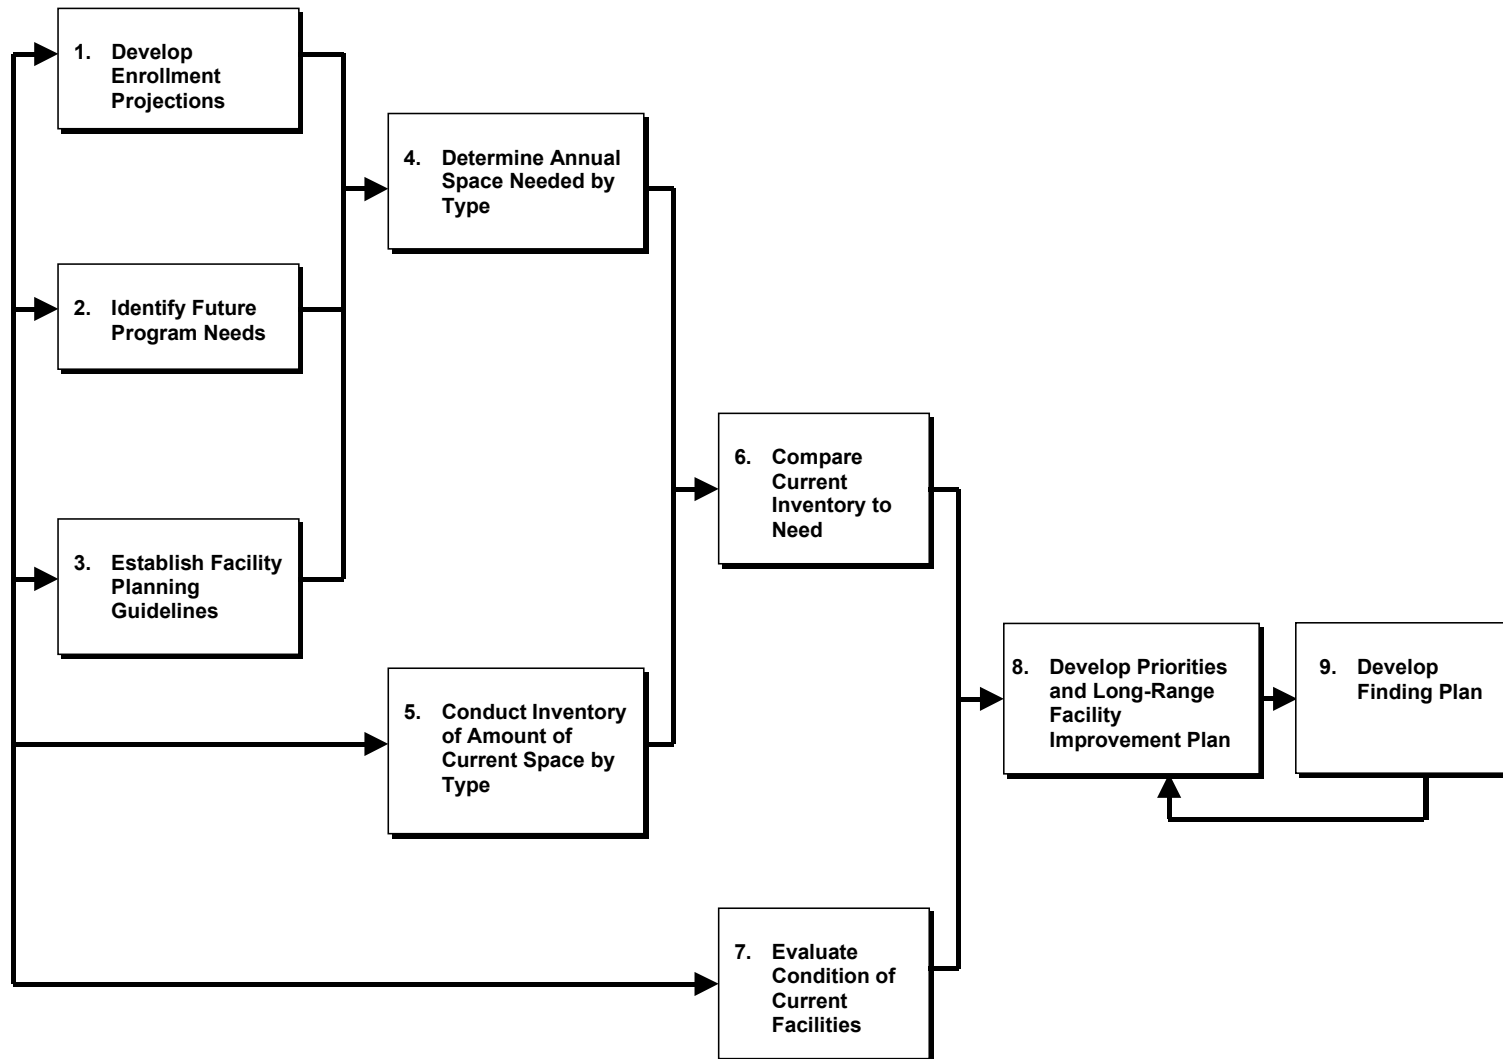 1. Develop
Enrollment
Projections
2. Identify Future
Program Needs
3. Establish Facility
Planning
Guidelines
4. Determine Annual
Space Needed by
Type
5. Conduct Inventory
of Amount of
Current Space by
Type
6. Compare
Current
Inventory to
Need
7. Evaluate
Condition of
Current
Facilities
8. Develop Priorities
and Long-Range
Facility
Improvement Plan
9. Develop
Finding Plan